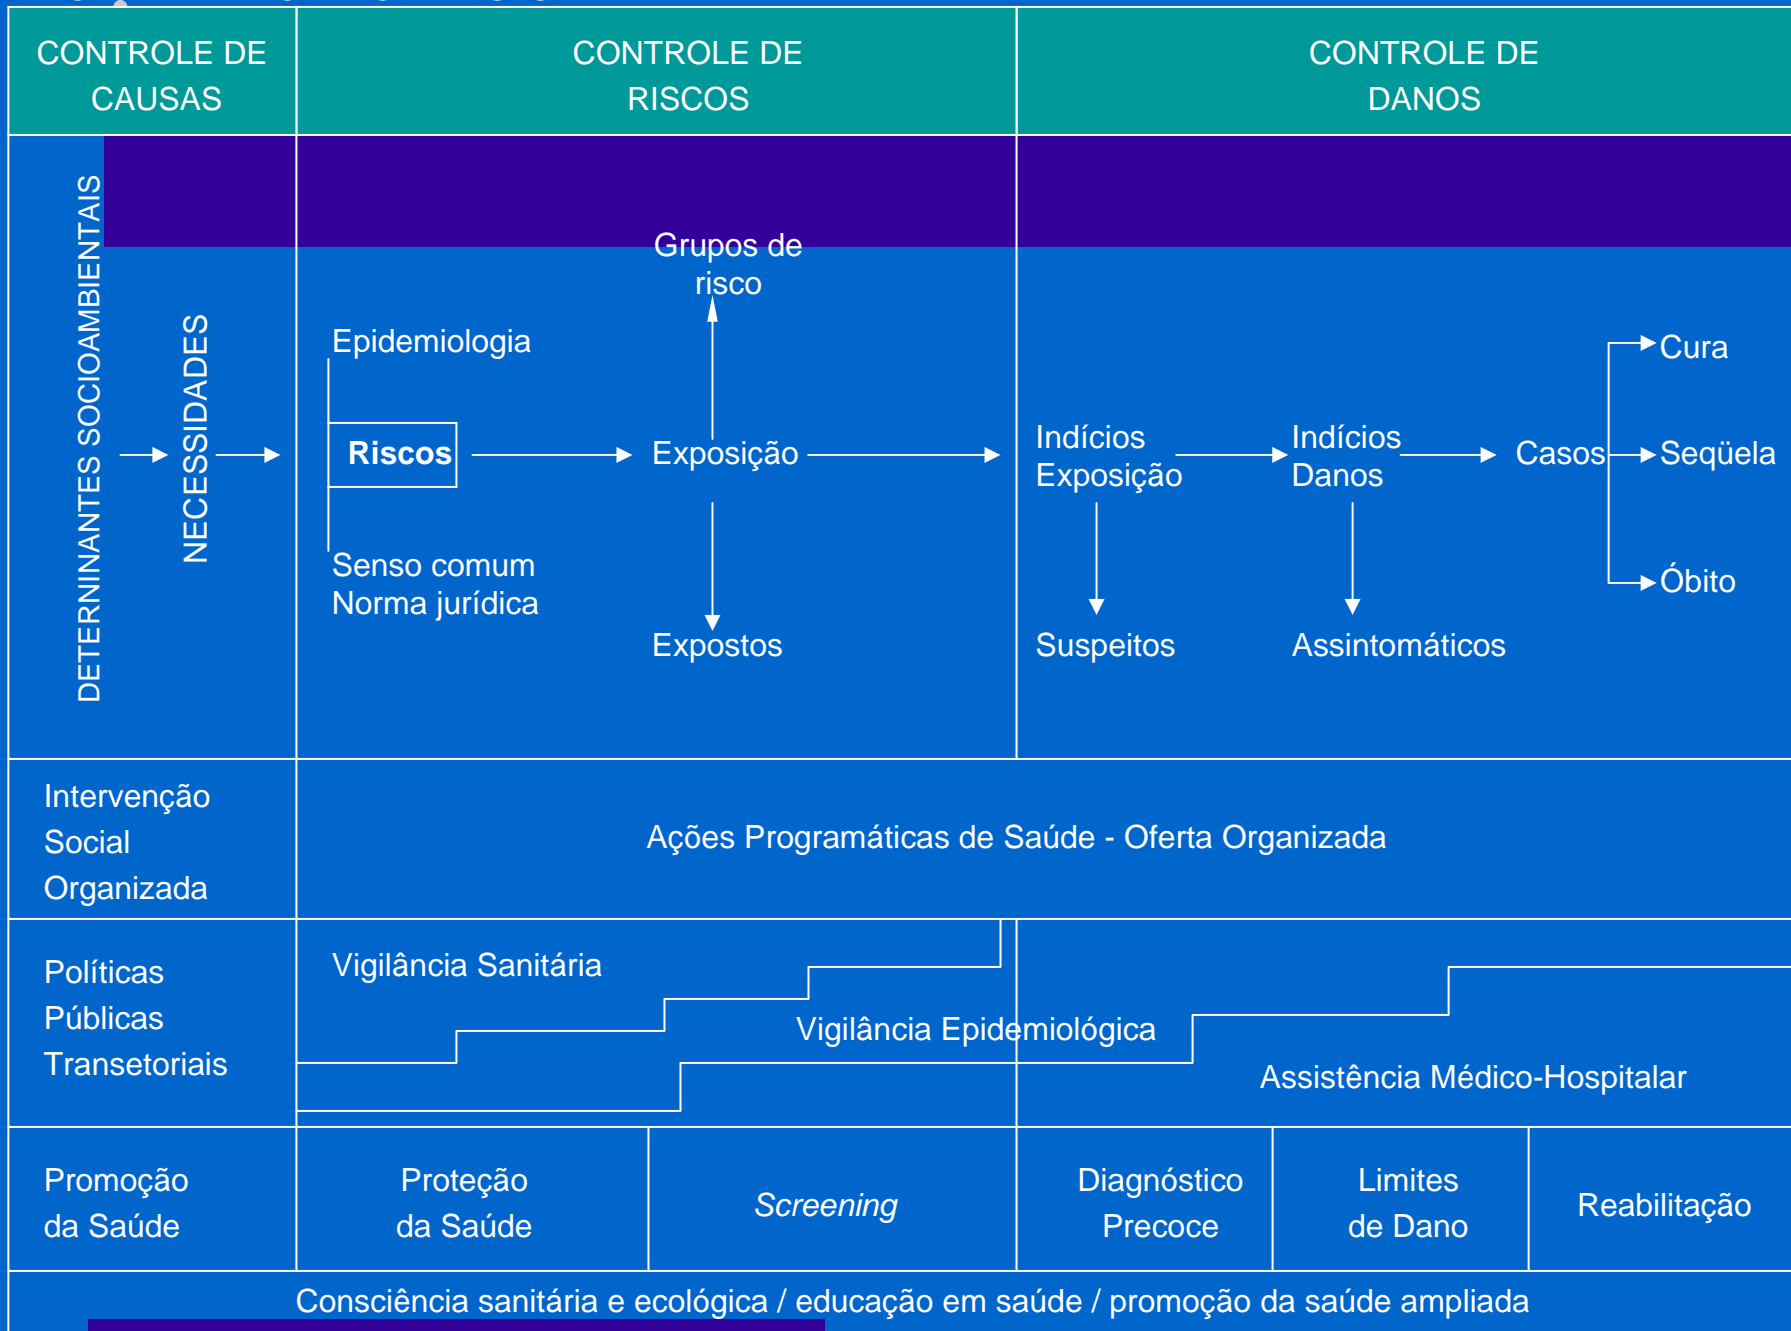 CONTROLE DE
CAUSAS
CONTROLE DE
RISCOS
CONTROLE DE
DANOS
DETERNINANTES SOCIOAMBIENTAIS
NECESSIDADES
Epidemiologia
Riscos
Senso comum
Norma jurídica
Grupos de
risco
Exposição
Expostos
Indícios
Exposição
Suspeitos
Indícios
Danos
Assintomáticos
Casos
Cura
Seqüela
Óbito
Intervenção
Social
Organizada
Ações Programáticas de Saúde - Oferta Organizada
Políticas
Públicas
Transetoriais
Vigilância Sanitária
Vigilância Epidemiológica
Assistência Médico-Hospitalar
Promoção
da Saúde
Proteção
da Saúde
Screening
Diagnóstico
Precoce
Limites
de Dano
Reabilitação
Consciência sanitária e ecológica / educação em saúde / promoção da saúde ampliada